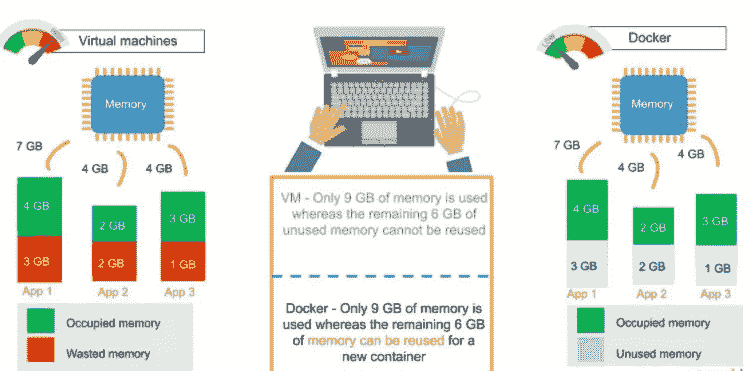 Virtual machines
Memory
7 GB
4 GB
4 GB
4 GB
3 GB
2 GB
2 GB
3 GB
1 GB
App 1
App 2
App 3
Occupied memory
Wasted memory
VM - Only 9 GB of memory is used
whereas the remaining 6 GB of
unused memory cannot be reused
Docker - Only 9 GB of memory is
used whereas the remaining 6 GB
of memory can be reused for a
new container
Docker
Memory
7 GB
4 GB
4 GB
4 GB
3 GB
2 GB
2 GB
3 GB
1 GB
App 1
App 2
App 3
Occupied memory
Unused memory